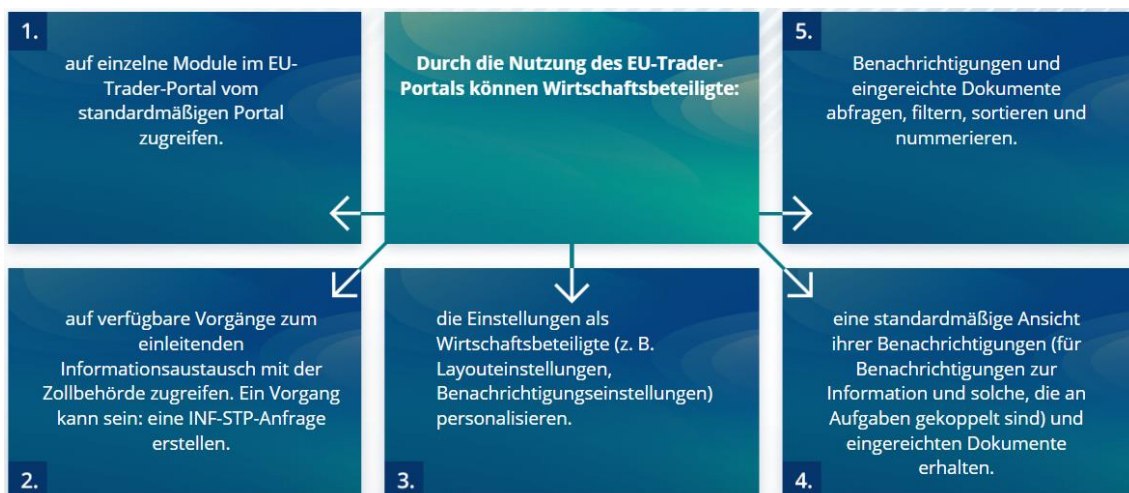 Durch die Nutzung des EU-Trader-
Portals können Wirtschaftsbeteiligte:
1.
auf einzelne Module im EU-
Trader-Portal vom
standardmäßigen Portal
zugreifen.
2.
auf verfügbare Vorgänge zum
einleitenden
Informationsaustausch mit der
Zollbehörde zugreifen. Ein Vorgang
kann sein: eine INF-STP-Anfrage
erstellen.
3.
die Einstellungen als
Wirtschaftsbeteiligte (z. B.
Layouteinstellungen,
Benachrichtigungseinstellungen)
personalisieren.
4.
eine standardmäßige Ansicht
ihrer Benachrichtigungen (für
Benachrichtigungen zur
Information und solche, die an
Aufgaben gekoppelt sind) und
eingereichten Dokumente
erhalten.
5.
Benachrichtigungen und
eingereichte Dokumente
abfragen, filtern, sortieren und
nummerieren.